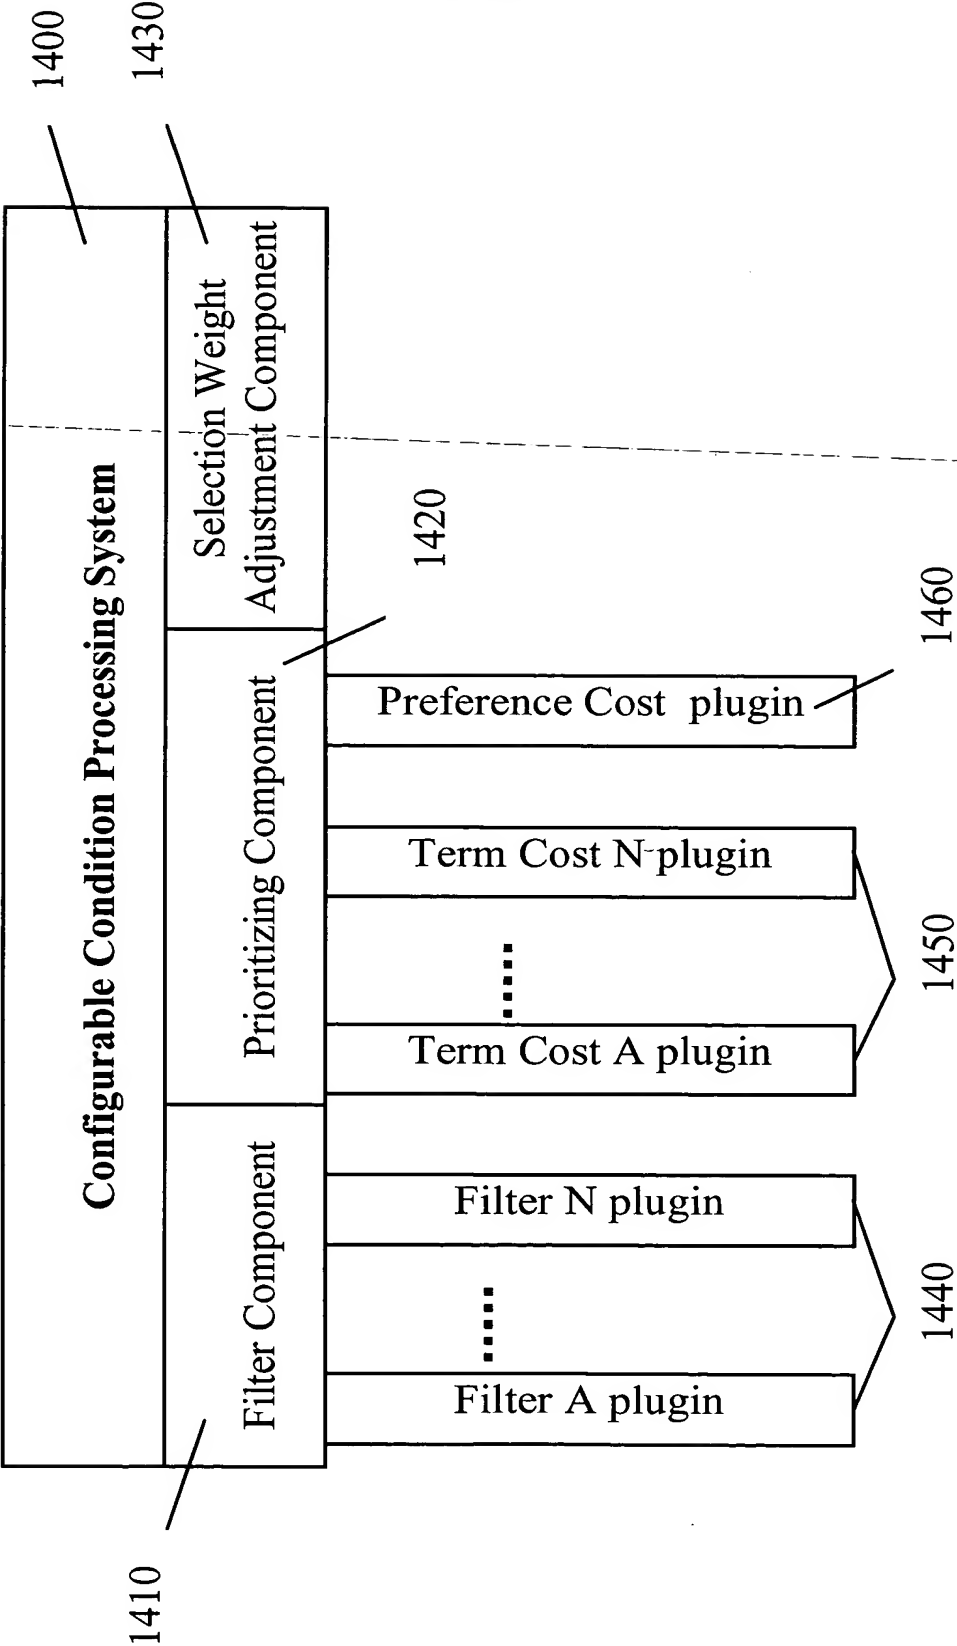 1400
1430
Configurable Condition Processing System
1410
Filter Component
Prioritizing Component
Selection Weight
Adjustment Component
1420
Filter A plugin
.....
Filter N plugin
Term Cost A plugin
.....
Term Cost N plugin
Preference Cost plugin
1440
1450
1460